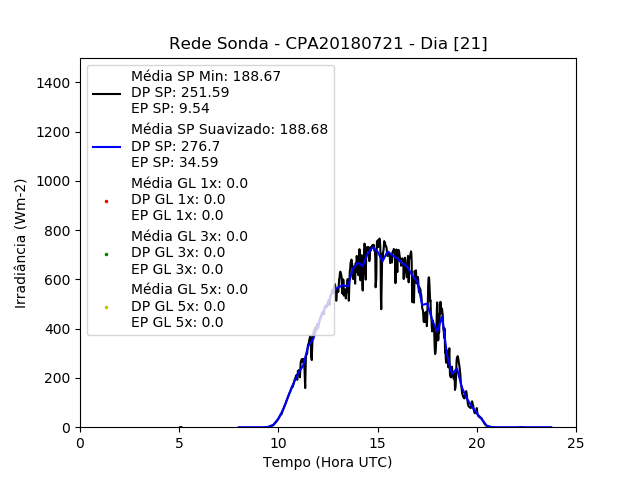 Rede Sonda - CPA20180721 - Dia [21]
Irradiância (Wm-2)
1400
1200
1000
800
600
400
200
0
Média SP Min: 188.67
DP SP: 251.59
EP SP: 9.54
Média SP Suavizado: 188.68
DP SP: 276.7
EP SP: 34.59
Média GL 1x: 0.0
DP GL 1x: 0.0
EP GL 1x: 0.0
Média GL 3x: 0.0
DP GL 3x: 0.0
EP GL 3x: 0.0
Média GL 5x: 0.0
DP GL 5x: 0.0
EP GL 5x: 0.0
0 5 10 15 20 25
Tempo (Hora UTC)